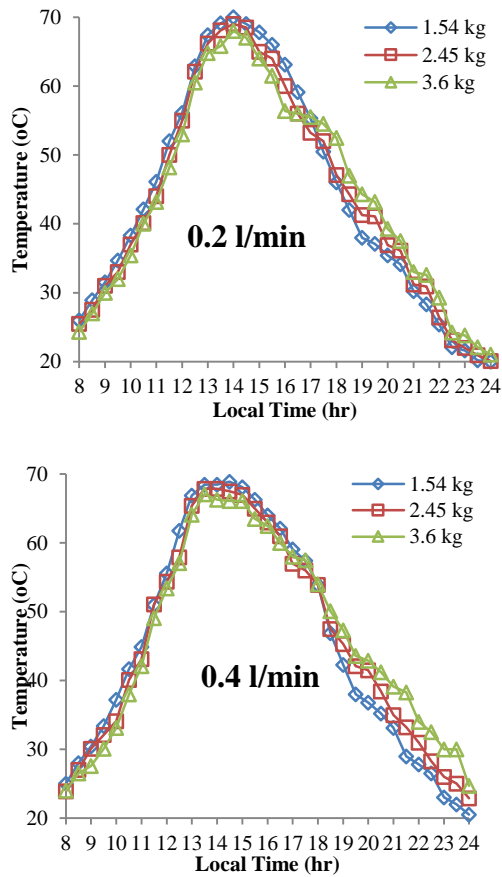 70
60
50
40
30
20
Temperature (oC)
1.54 kg
2.45 kg
3.6 kg
0.2 l/min
8 9 10 11 12 13 14 15 16 17 18 19 20 21 22 23 24
Local Time (hr)
70
60
50
40
30
20
Temperature (oC)
1.54 kg
2.45 kg
3.6 kg
0.4 l/min
8 9 10 11 12 13 14 15 16 17 18 19 20 21 22 23 24
Local Time (hr)